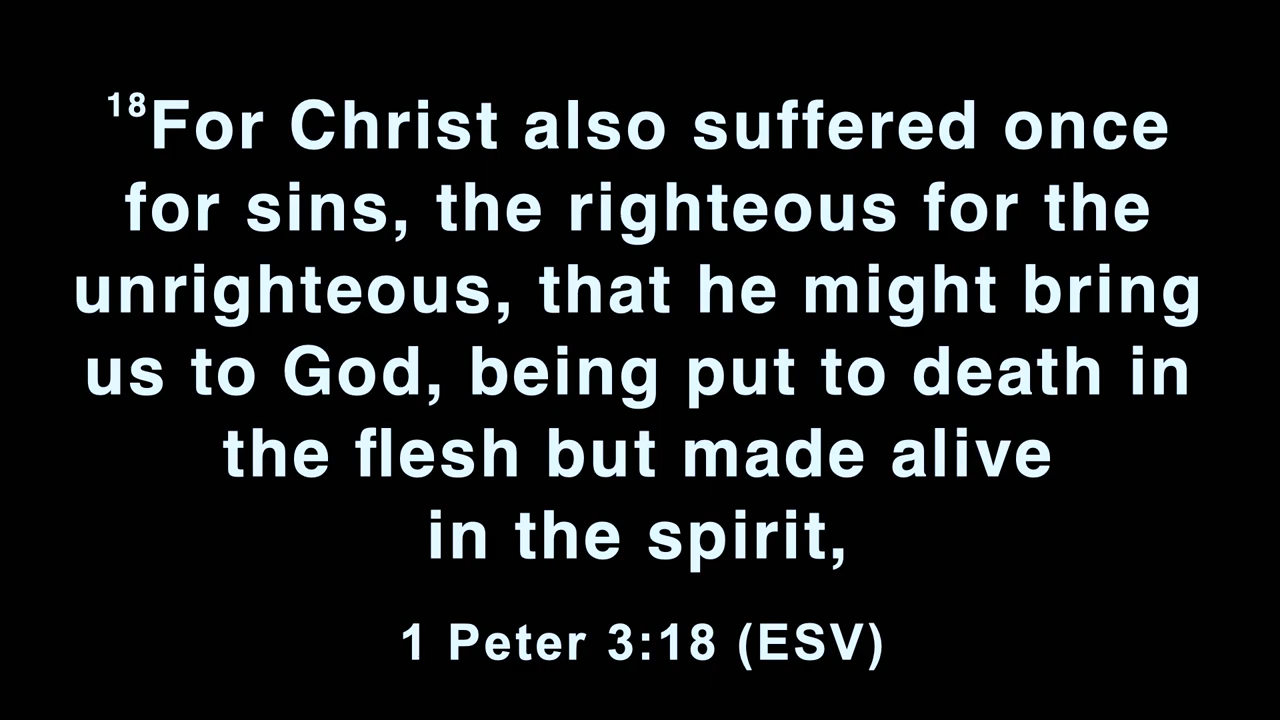 18For Christ also suffered once
for sins, the righteous for the
unrighteous, that he might bring
us to God, being put to death in
the flesh but made alive
in the spirit,
1 Peter 3:18 (ESV)